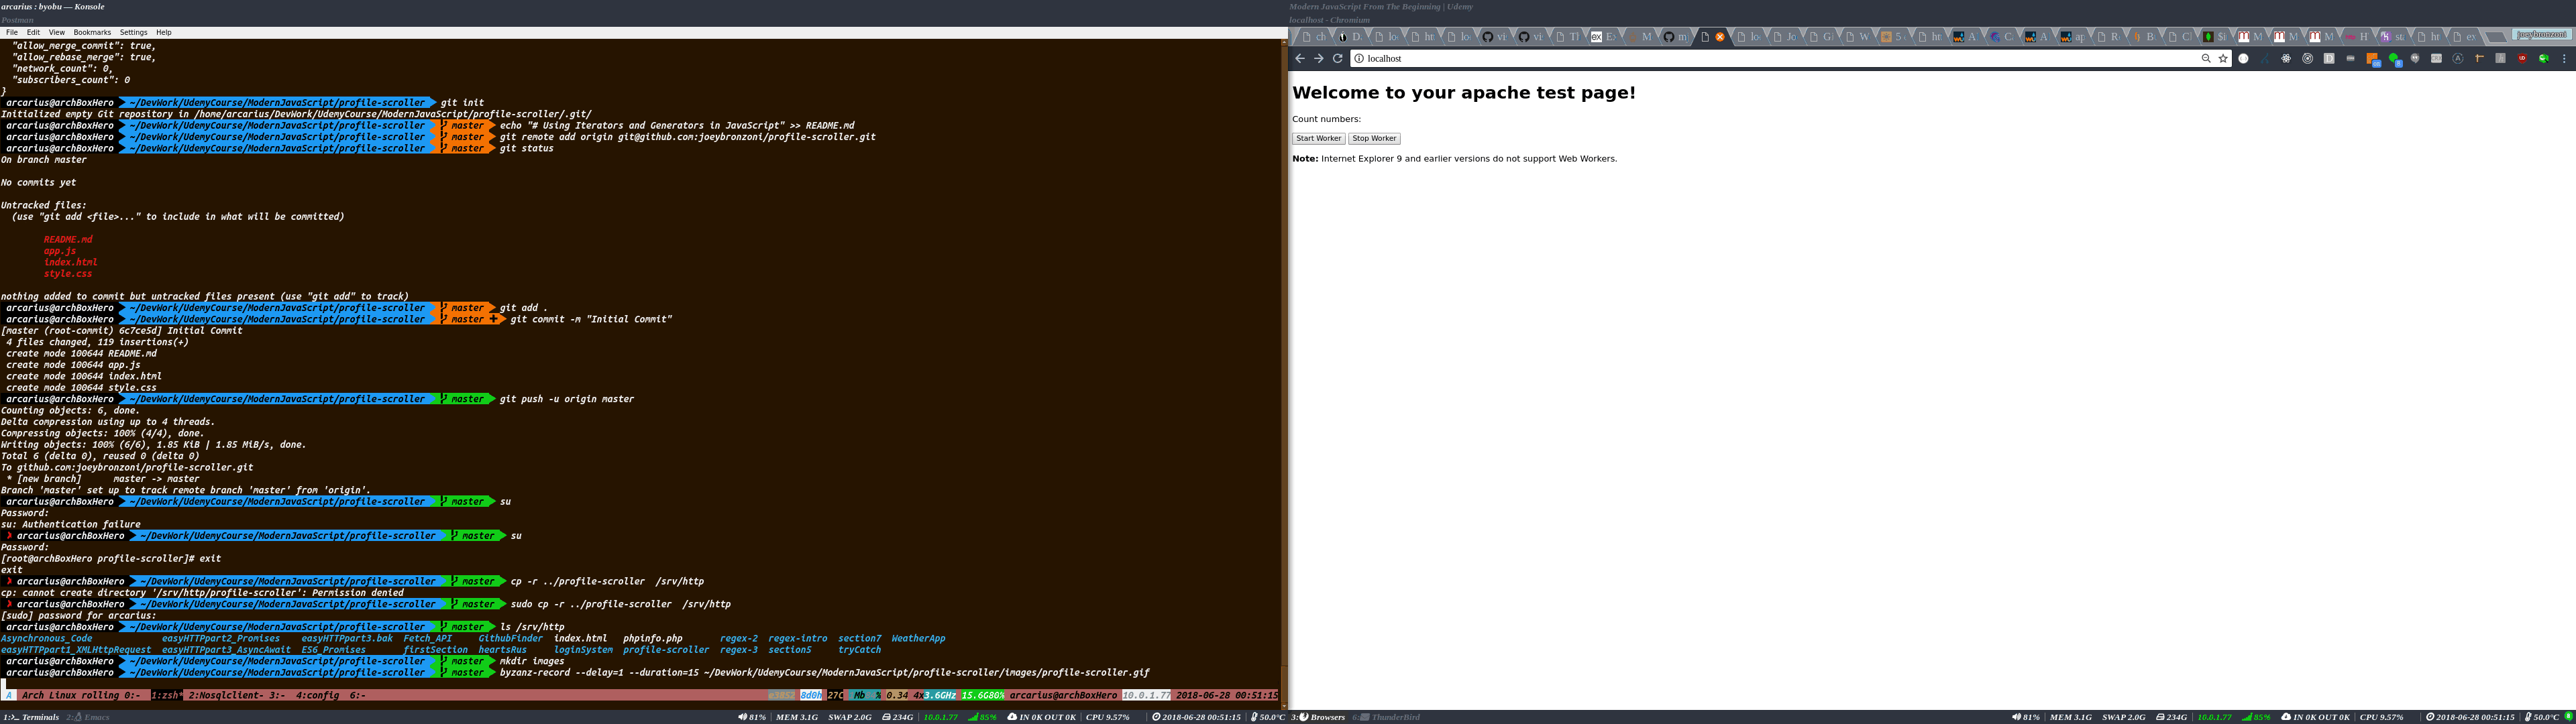 arcarius : byobu — Konsole
Postman
File Edit View Bookmarks Settings Help
"allow_merge_commit": true,
"allow_rebase_merge": true,
"network_count": 0,
"subscribers_count": 0
}
arcarius@archBoxHero ~/DevWork/UdemyCourse/ModernJavaScript/profile-scroller git init
Initialized empty Git repository in /home/arcarius/DevWork/UdemyCourse/ModernJavaScript/profile-scroller/.git/
arcarius@archBoxHero ~/DevWork/UdemyCourse/ModernJavaScript/profile-scroller master echo "# Using Iterators and Generators in JavaScript" >> README.md
arcarius@archBoxHero ~/DevWork/UdemyCourse/ModernJavaScript/profile-scroller master git remote add origin git@github.com:joeybronzoni/profile-scroller.git
arcarius@archBoxHero ~/DevWork/UdemyCourse/ModernJavaScript/profile-scroller master git status
On branch master
No commits yet
Untracked files:
(use "git add <file>..." to include in what will be committed)
README.md
app.js
index.html
style.css
nothing added to commit but untracked files present (use "git add" to track)
arcarius@archBoxHero ~/DevWork/UdemyCourse/ModernJavaScript/profile-scroller master git add .
arcarius@archBoxHero ~/DevWork/UdemyCourse/ModernJavaScript/profile-scroller master + git commit -m "Initial Commit"
[master (root-commit) 6c7ce5d] Initial Commit
4 files changed, 119 insertions(+)
create mode 100644 README.md
create mode 100644 app.js
create mode 100644 index.html
create mode 100644 style.css
arcarius@archBoxHero ~/DevWork/UdemyCourse/ModernJavaScript/profile-scroller master git push -u origin master
Counting objects: 6, done.
Delta compression using up to 4 threads.
Compressing objects: 100% (4/4), done.
Writing objects: 100% (6/6), 1.85 KiB | 1.85 MiB/s, done.
Total 6 (delta 0), reused 0 (delta 0)
To github.com:joeybronzoni/profile-scroller.git
* [new branch] master -> master
Branch 'master' set up to track remote branch 'master' from 'origin'.
arcarius@archBoxHero ~/DevWork/UdemyCourse/ModernJavaScript/profile-scroller master su
Password:
su: Authentication failure
arcarius@archBoxHero ~/DevWork/UdemyCourse/ModernJavaScript/profile-scroller master su
Password:
[root@archBoxHero profile-scroller]# exit
exit
arcarius@archBoxHero ~/DevWork/UdemyCourse/ModernJavaScript/profile-scroller master cp -r ../profile-scroller /srv/http
cp: cannot create directory '/srv/http/profile-scroller': Permission denied
arcarius@archBoxHero ~/DevWork/UdemyCourse/ModernJavaScript/profile-scroller master sudo cp -r ../profile-scroller /srv/http
[sudo] password for arcarius:
arcarius@archBoxHero ~/DevWork/UdemyCourse/ModernJavaScript/profile-scroller master ls /srv/http
Asynchronous_Code easyHTTPpart2_Promises easyHTTPpart3.bak Fetch_API GithubFinder index.html phpinfo.php regex-2 regex-intro section7 WeatherApp
easyHTTPpart1_XMLHttpRequest easyHTTPpart3_AsyncAwait ES6_Promises firstSection heartsRus loginSystem profile-scroller regex-3 section5 tryCatch
arcarius@archBoxHero ~/DevWork/UdemyCourse/ModernJavaScript/profile-scroller master mkdir images
arcarius@archBoxHero ~/DevWork/UdemyCourse/ModernJavaScript/profile-scroller master byzanz-record --delay=1 --duration=15 ~/DevWork/UdemyCourse/ModernJavaScript/profile-scroller/images/profile-scroller.gif
A Arch Linux rolling 0:- 1:zsh* 2:Nosqlclient- 3:- 4:config 6:- 8d0h 27C Mb % 0.34 4x3.6GHz 15.6G80% arcarius@archBoxHero 10.0.1.77 2018-06-28 00:51:15
1: Terminals 2: Emacs 81% MEM 3.1G SWAP 2.0G 234G 10.0.1.77 85% IN 0K OUT 0K CPU 9.57% 2018-06-28 00:51:15 50.0°C
Modern JavaScript From The Beginning | Udemy
localhost - Chromium
joeybronzoni
localhost
Welcome to your apache test page!
Count numbers:
Start Worker Stop Worker
Note: Internet Explorer 9 and earlier versions do not support Web Workers.
3: Browsers 6: ThunderBird 81% MEM 3.1G SWAP 2.0G 234G 10.0.1.77 85% IN 0K OUT 0K CPU 9.57% 2018-06-28 00:51:15 50.0°C